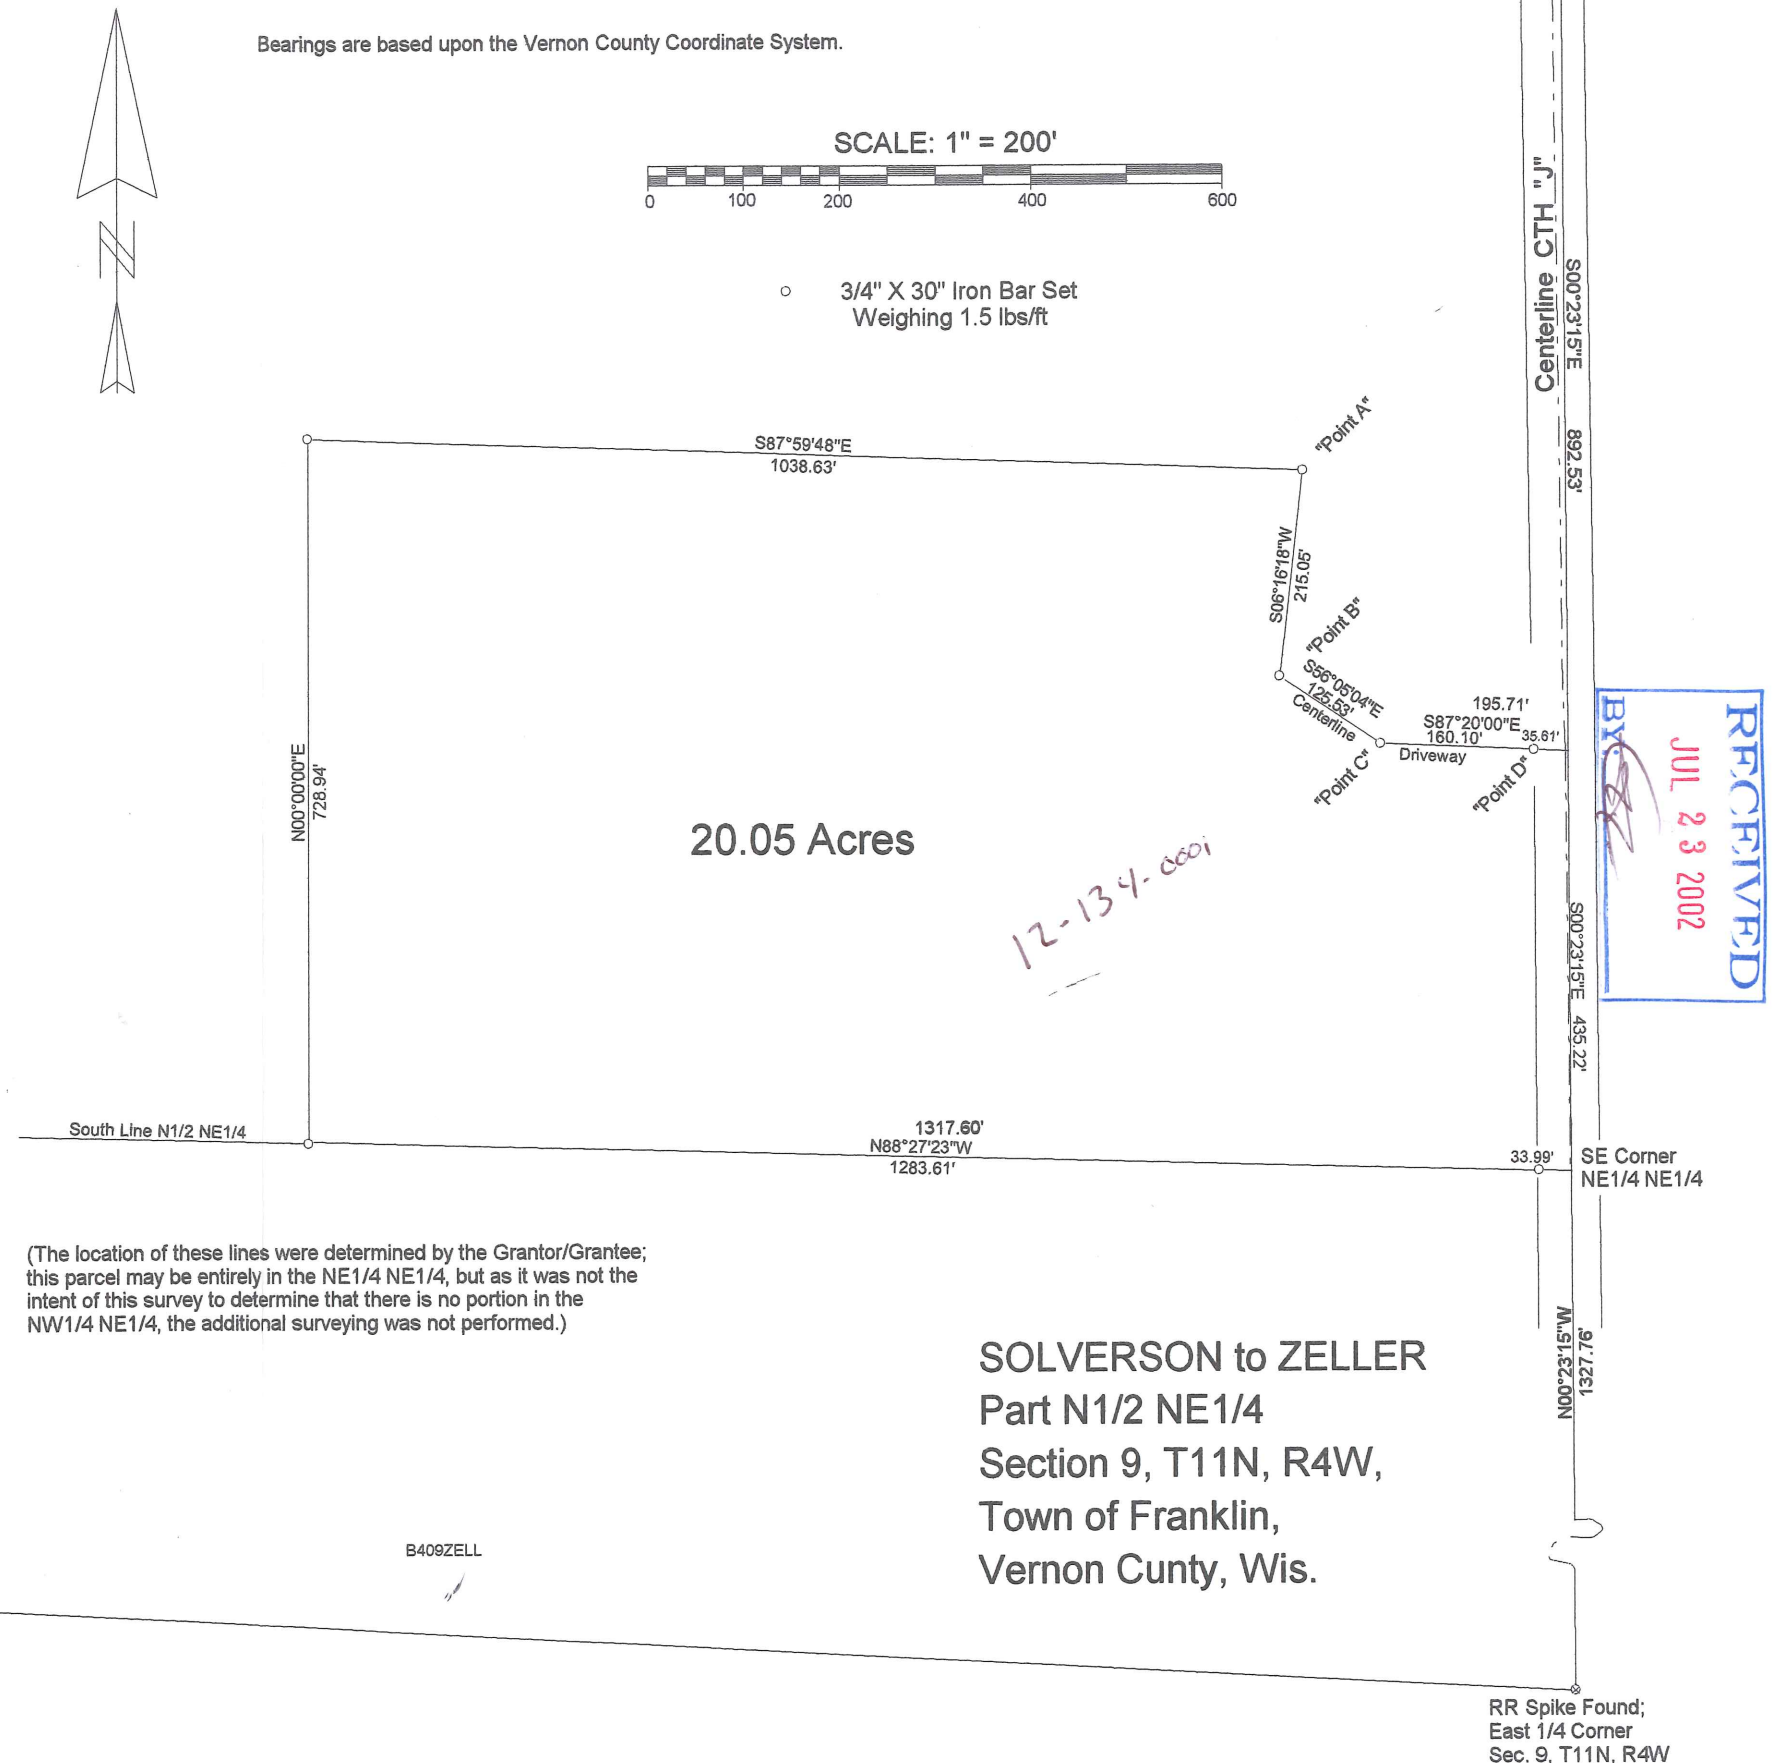 Bearings are based upon the Vernon County Coordinate System.
SCALE: 1" = 200'
0 100 200 400 600
3/4" X 30" Iron Bar Set
Weighing 1.5 lbs/ft
Centerline CTH "J"
S00°23'15"E 892.53'
"Point A"
S87°59'48"E
1038.63'
S06°16'18"W
215.05'
"Point B"
S56°05'04"E
125.53'
Centerline
195.71'
S87°20'00"E
160.10'
35.61'
Driveway
"Point C"
"Point D"
RECEIVED
JUL 23 2002
BY:
N00°00'00"E
728.94'
20.05 Acres
12-134-0001
S00°23'15"E 435.22'
South Line N1/2 NE1/4
1317.60'
N88°27'23"W
1283.61'
33.99'
SE Corner
NE1/4 NE1/4
(The location of these lines were determined by the Grantor/Grantee;
this parcel may be entirely in the NE1/4 NE1/4, but as it was not the
intent of this survey to determine that there is no portion in the
NW1/4 NE1/4, the additional surveying was not performed.)
N00°23'15"W
1327.76'
SOLVERSON to ZELLER
Part N1/2 NE1/4
Section 9, T11N, R4W,
Town of Franklin,
Vernon Cunty, Wis.
B409ZELL
RR Spike Found;
East 1/4 Corner
Sec. 9, T11N, R4W